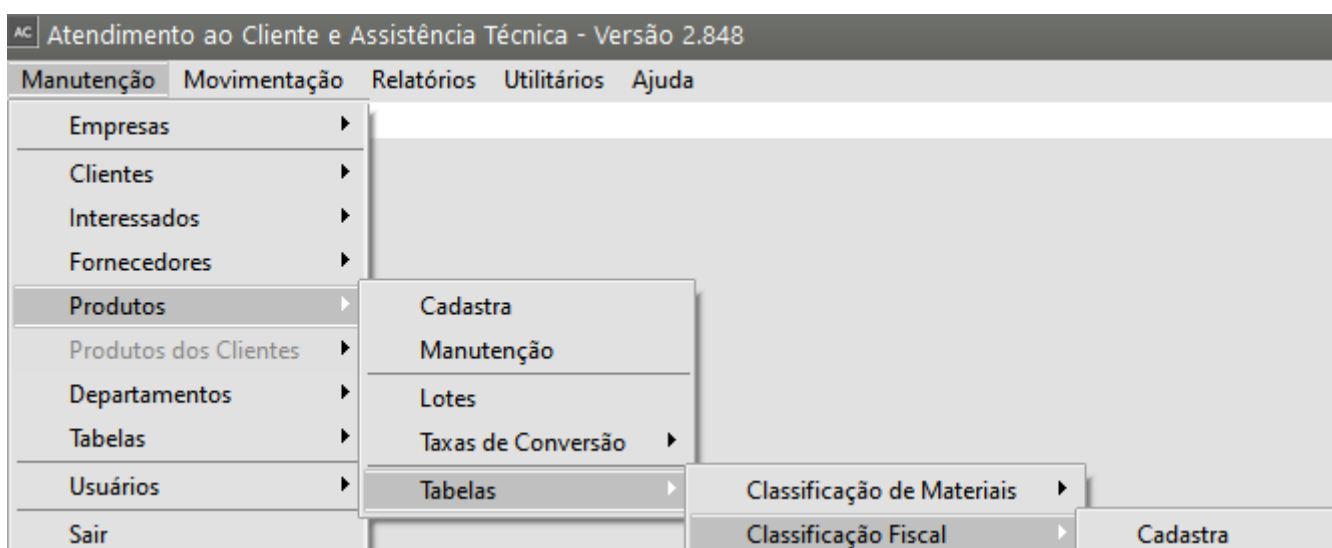 AC Atendimento ao Cliente e Assistência Técnica - Versão 2.848
Manutenção Movimentação Relatórios Utilitários Ajuda
Empresas
Clientes
Interessados
Fornecedores
Produtos
Produtos dos Clientes
Departamentos
Tabelas
Usuários
Sair
Cadastra
Manutenção
Lotes
Taxas de Conversão
Tabelas
Classificação de Materiais
Classificação Fiscal
Cadastra